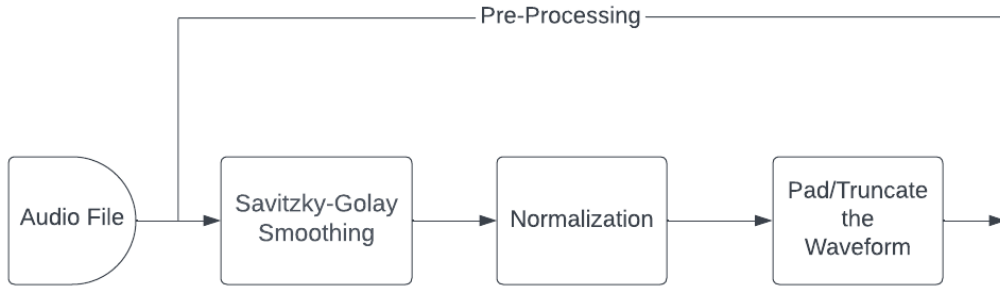 Pre-Processing
Audio File
Savitzky-Golay
Smoothing
Normalization
Pad/Truncate
the
Waveform